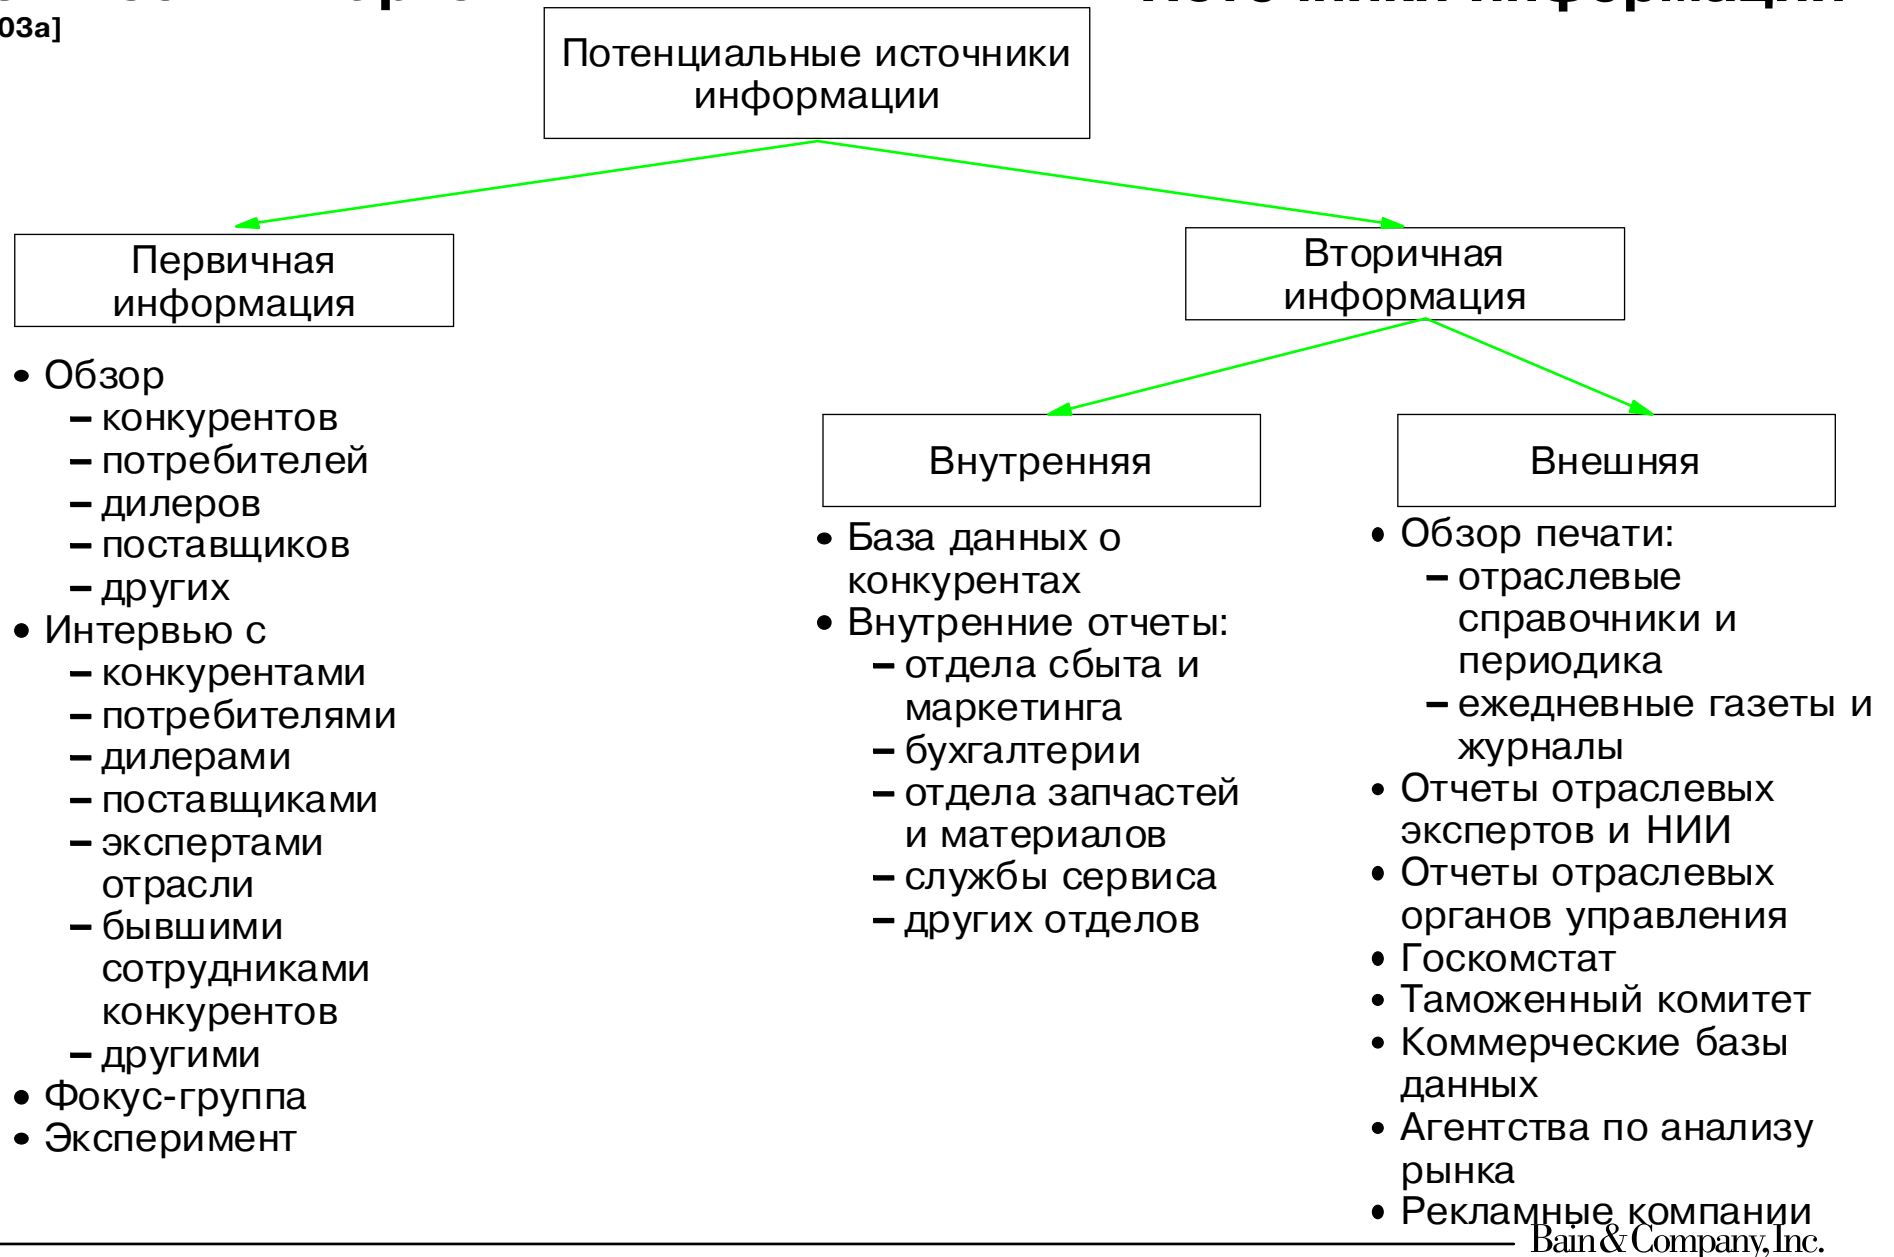 Источники информации
03a]
Потенциальные источники
информации
Первичная
информация
Вторичная
информация
• Обзор
– конкурентов
– потребителей
– дилеров
– поставщиков
– других
• Интервью с
– конкурентами
– потребителями
– дилерами
– поставщиками
– экспертами
отрасли
– бывшими
сотрудниками
конкурентов
– другими
• Фокус-группа
• Эксперимент
Внутренняя
• База данных о
конкурентах
• Внутренние отчеты:
– отдела сбыта и
маркетинга
– бухгалтерии
– отдела запчастей
и материалов
– службы сервиса
– других отделов
Внешняя
• Обзор печати:
– отраслевые
справочники и
периодика
– ежедневные газеты и
журналы
• Отчеты отраслевых
экспертов и НИИ
• Отчеты отраслевых
органов управления
• Госкомстат
• Таможенный комитет
• Коммерческие базы
данных
• Агентства по анализу
рынка
• Рекламные компании
Bain & Company, Inc.